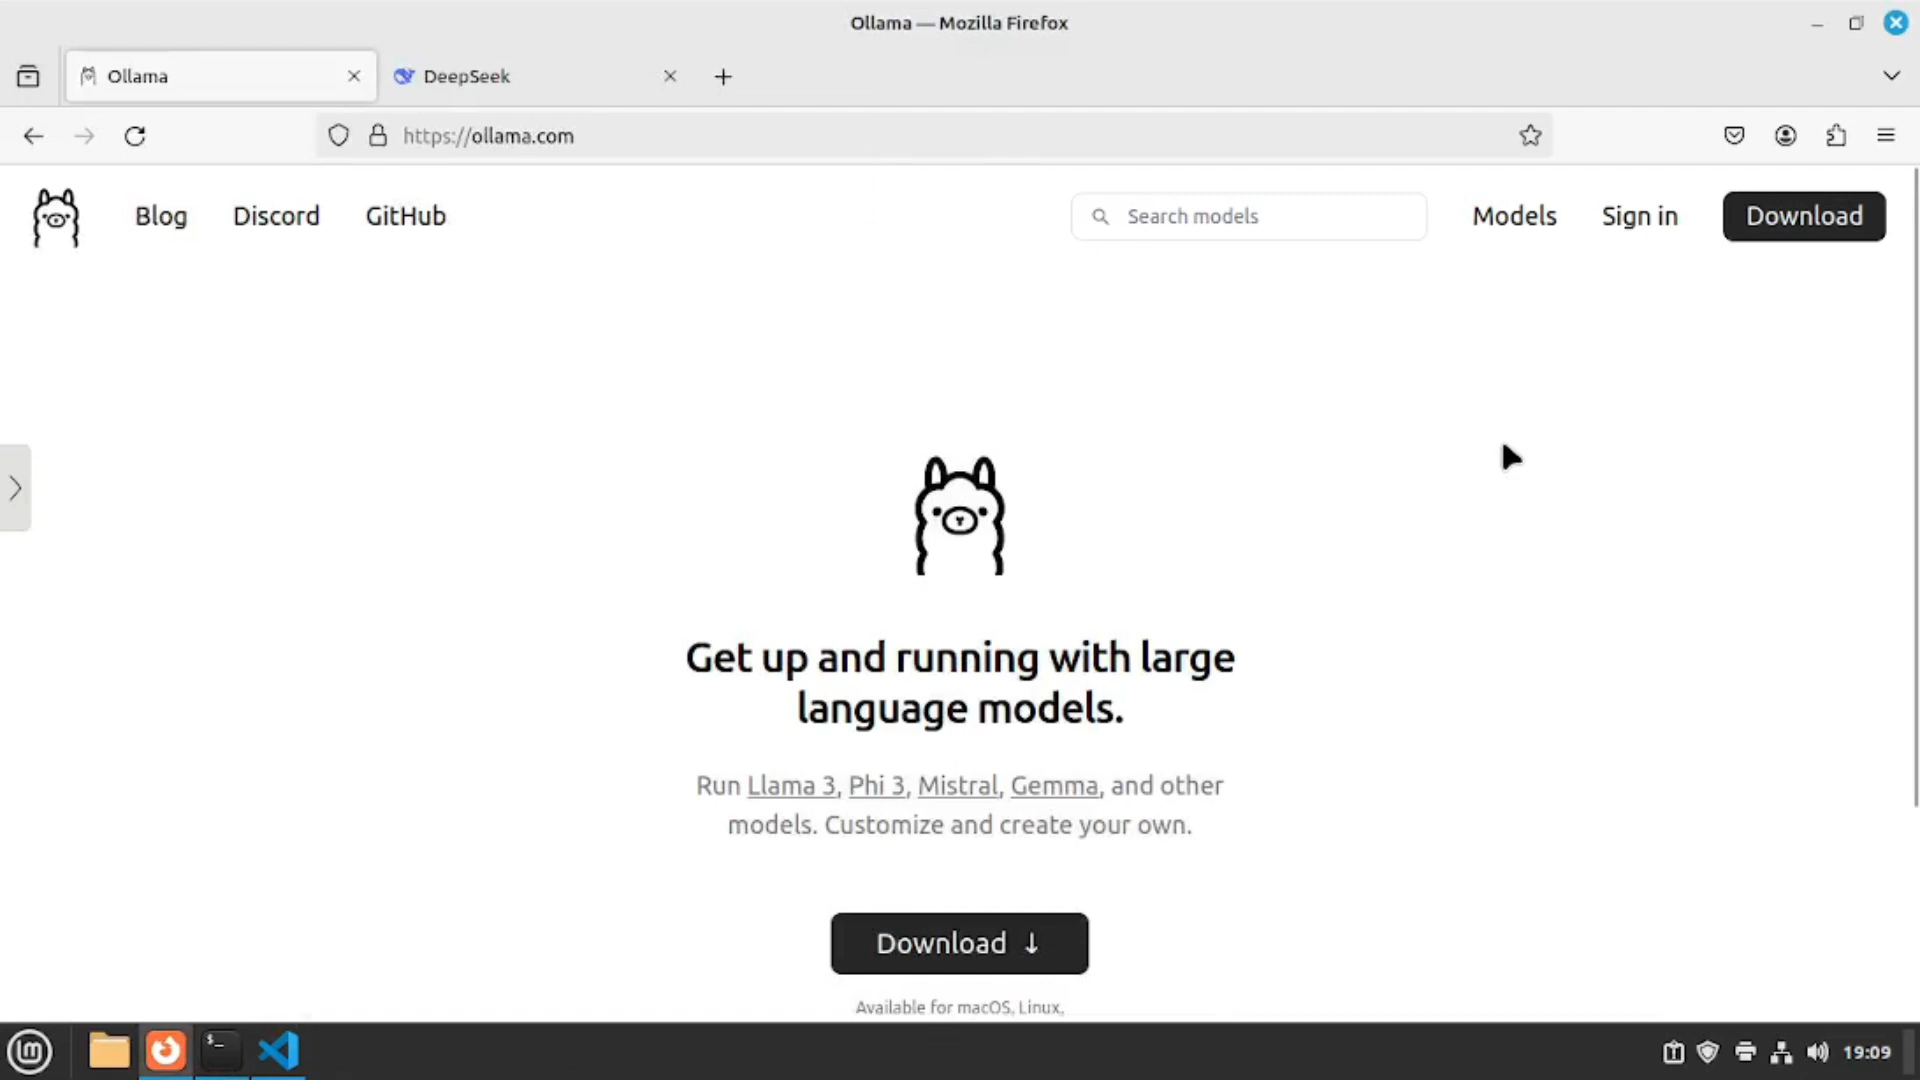 Ollama — Mozilla Firefox
Ollama
DeepSeek
https://ollama.com
Blog
Discord
GitHub
Search models
Models
Sign in
Download
Get up and running with large
language models.
Run Llama 3, Phi 3, Mistral, Gemma, and other
models. Customize and create your own.
Download ↓
Available for macOS, Linux,
19:09